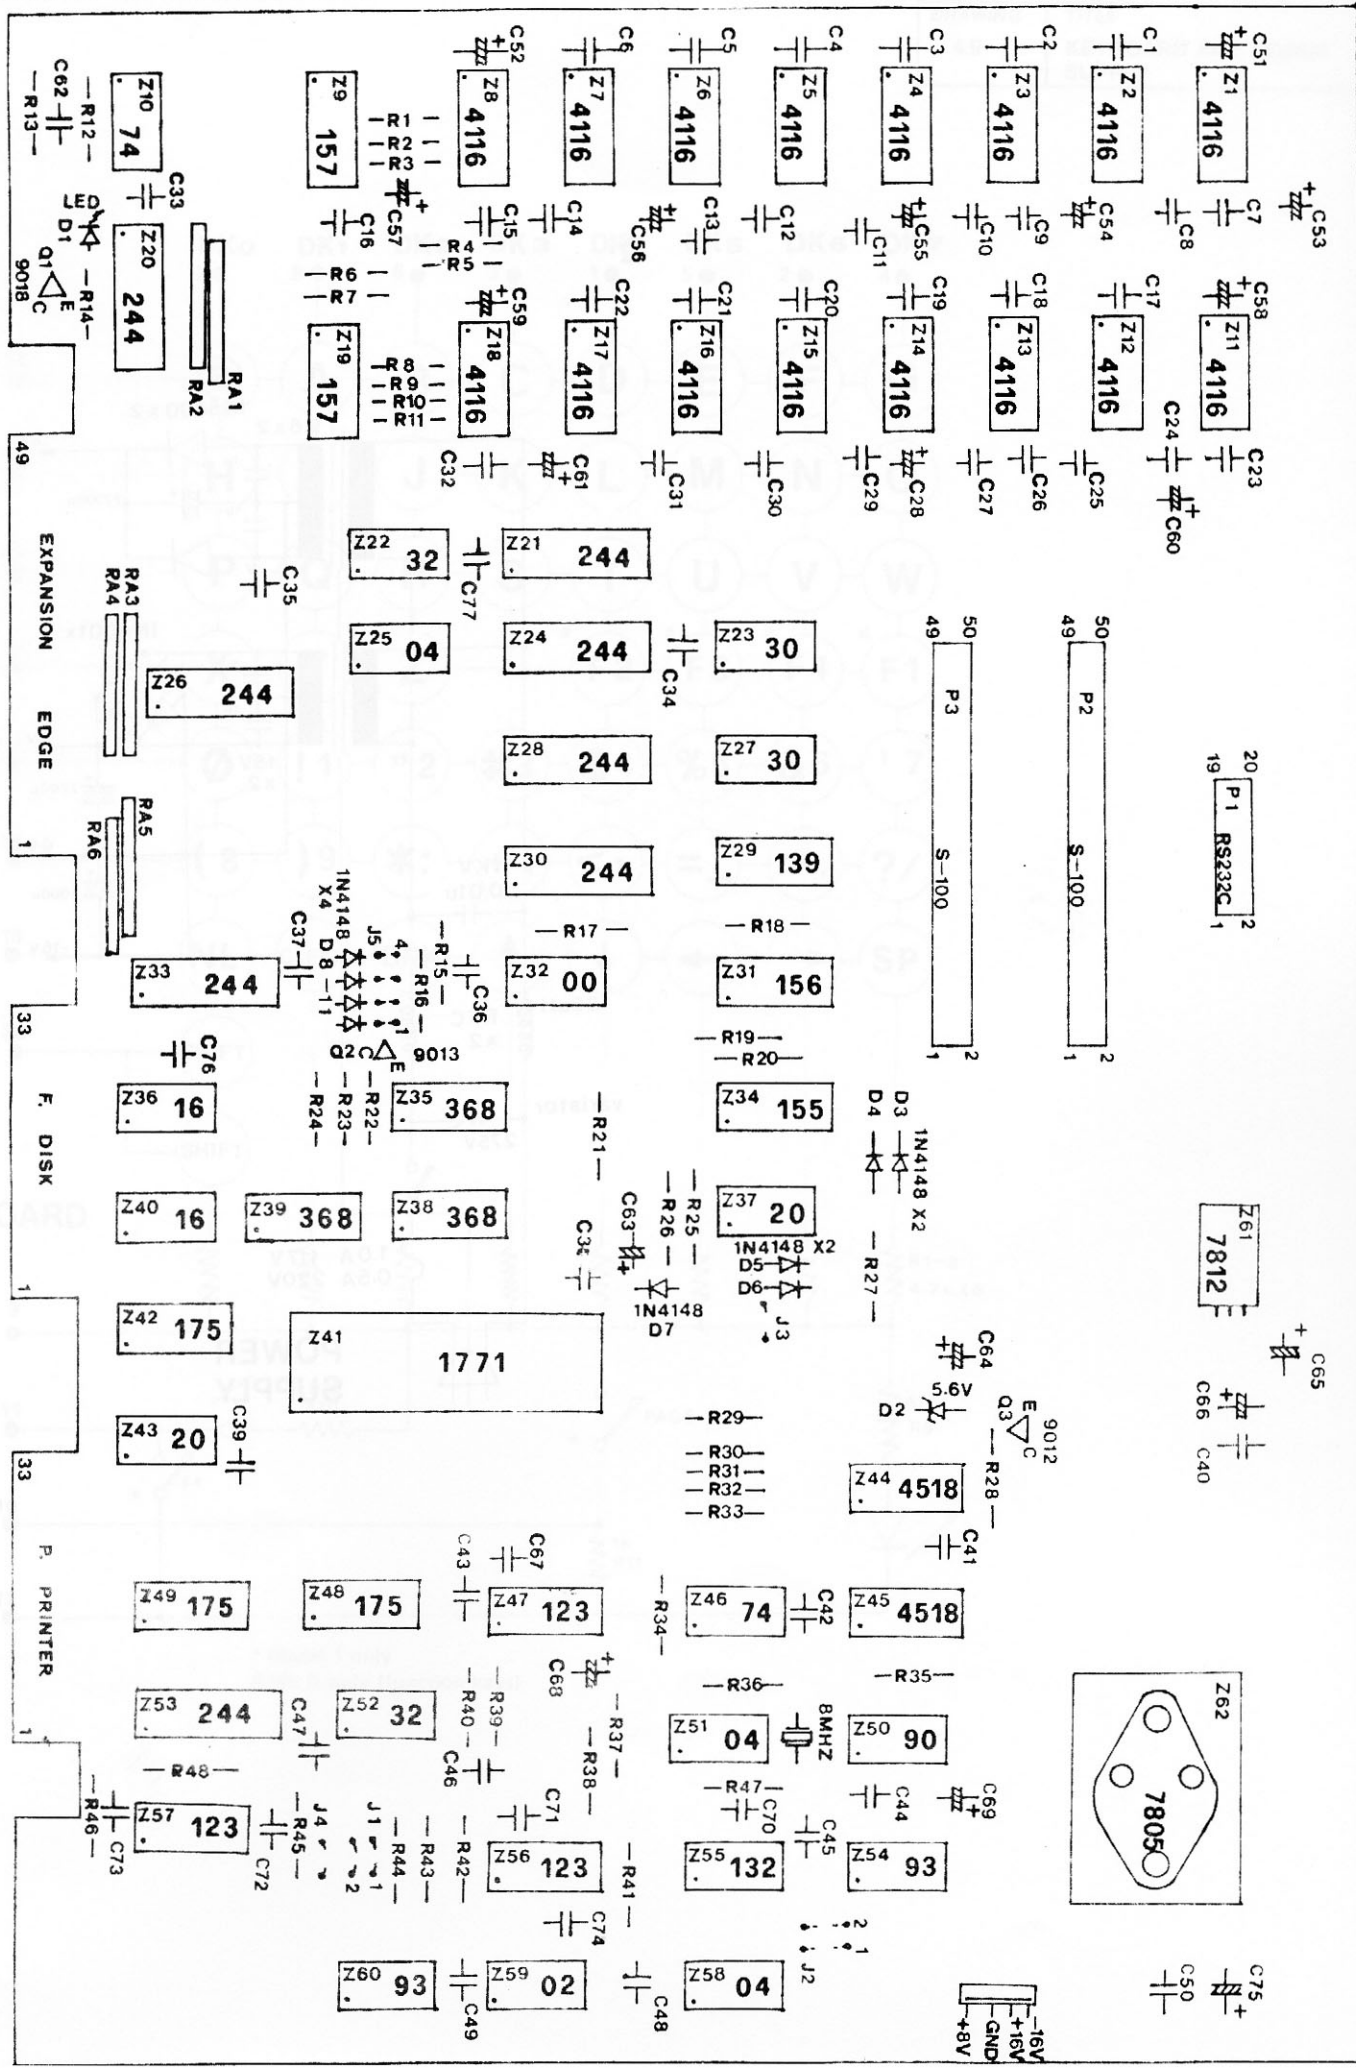 C62
R13
R12
Z10
74
C33
LED
D1
Q1
9018
E
C
R14
Z20
244
RA1
RA2
Z9
157
R1
R2
R3
C57
C16
R4
R5
R6
R7
Z19
157
R8
R9
R10
R11
C52
Z8
4116
C15
C59
Z18
4116
C32
C6
Z7
4116
C14
C22
Z17
4116
C61
C5
Z6
4116
C56
C13
C21
Z16
4116
C31
C4
Z5
4116
C12
C20
Z15
4116
C30
C3
Z4
4116
C11
C55
C19
Z14
4116
C29
C28
C2
Z3
4116
C10
C9
C18
Z13
4116
C27
C26
C1
Z2
4116
C54
C8
C17
Z12
4116
C25
C24
C60
C51
Z1
4116
C7
C53
C58
Z11
4116
C23
49
EXPANSION EDGE
1
RA4
RA3
C35
Z22
32
C77
Z21
244
Z25
04
Z24
244
C34
Z23
30
Z26
244
Z28
244
Z27
30
RA5
RA6
Z30
244
Z29
139
49 50
P3
S-100
1 2
49 50
P2
S-100
1 2
19 20
P1
RS232C
1 2
R17
R18
1N4148
X4
D8-11
J5
4
1
C37
R15
R16
C36
Z33
244
Z32
00
Z31
156
33
F. DISK
1
C76
Q2
C
E
9013
R19
R20
Z36
16
R24
R23
R22
Z35
368
R21
Z34
155
D4
D3
1N4148 X2
Z40
16
Z39
368
Z38
368
C63
R26
R25
Z37
20
1N4148 X2
D5
D6
J3
R27
1N4148
D7
Z61
7812
Z42
175
Z41
1771
C65
C64
5.6V
D2
Q3
E
C
9012
C66
C40
Z43
20
C39
R29
R30
R31
R32
R33
Z44
4518
R28
33
P. PRINTER
1
C43
C67
C41
Z49
175
Z48
175
Z47
123
R34
Z46
74
C42
Z45
4518
C68
R36
R35
Z53
244
C47
Z52
32
R40
R39
R37
R38
Z51
04
8MHZ
Z50
90
Z62
7805
R48
C46
R47
C70
C44
C69
R46
C73
Z57
123
C72
R45
J4
J1
2
1
R44
R43
R42
C71
Z56
123
R41
Z55
132
C45
Z54
93
C74
2
1
J2
Z60
93
C49
Z59
02
C48
Z58
04
+8V
GND
+16V
-16V
C50
C75